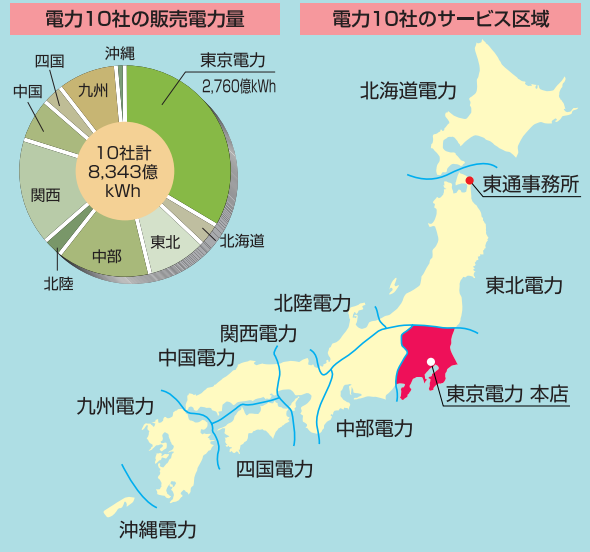 電力10社の販売電力量
東京電力
2,760億kWh
北海道
東北
中部
北陸
関西
中国
四国
九州
沖縄
10社計
8,343億
kWh
電力10社のサービス区域
北海道電力
東通事務所
東北電力
北陸電力
関西電力
中国電力
九州電力
東京電力 本店
中部電力
四国電力
沖縄電力